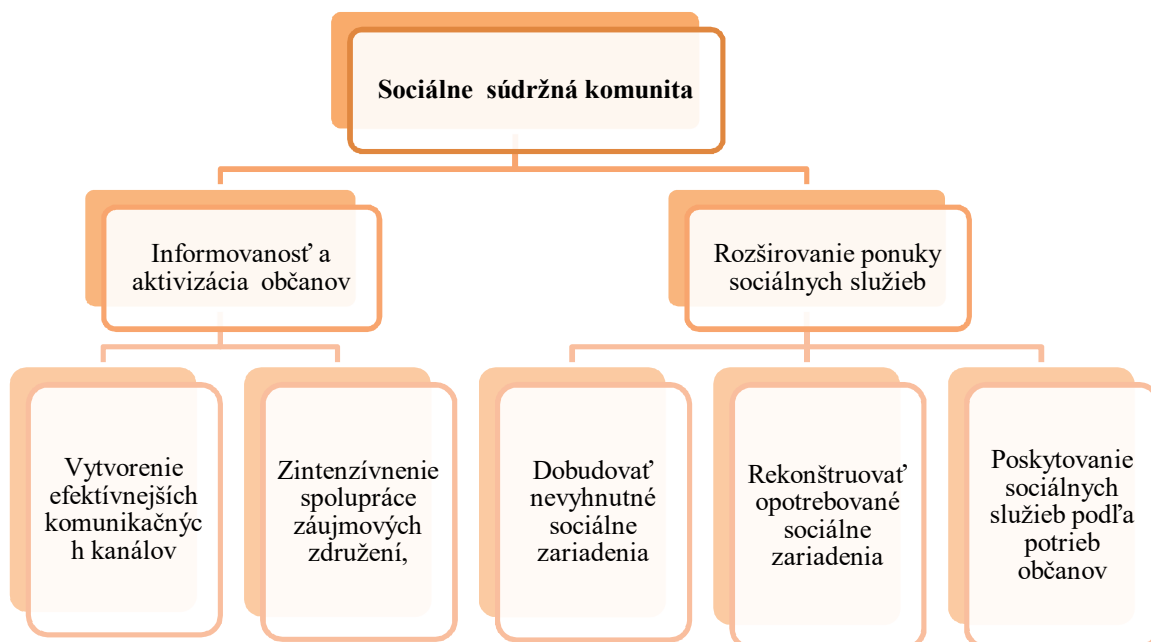 Sociálne  súdržná komunita
Informovanosť a
aktivizácia  občanov
Rozširovanie ponuky
sociálnych služieb
Vytvorenie
efektívnejších
komunikačnýc
h kanálov
Zintenzívnenie
spolupráce
záujmových
združení,
Dobudovať
nevyhnutné
sociálne
zariadenia
Rekonštruovať
opotrebované
sociálne
zariadenia
Poskytovanie
sociálnych
služieb podľa
potrieb
občanov